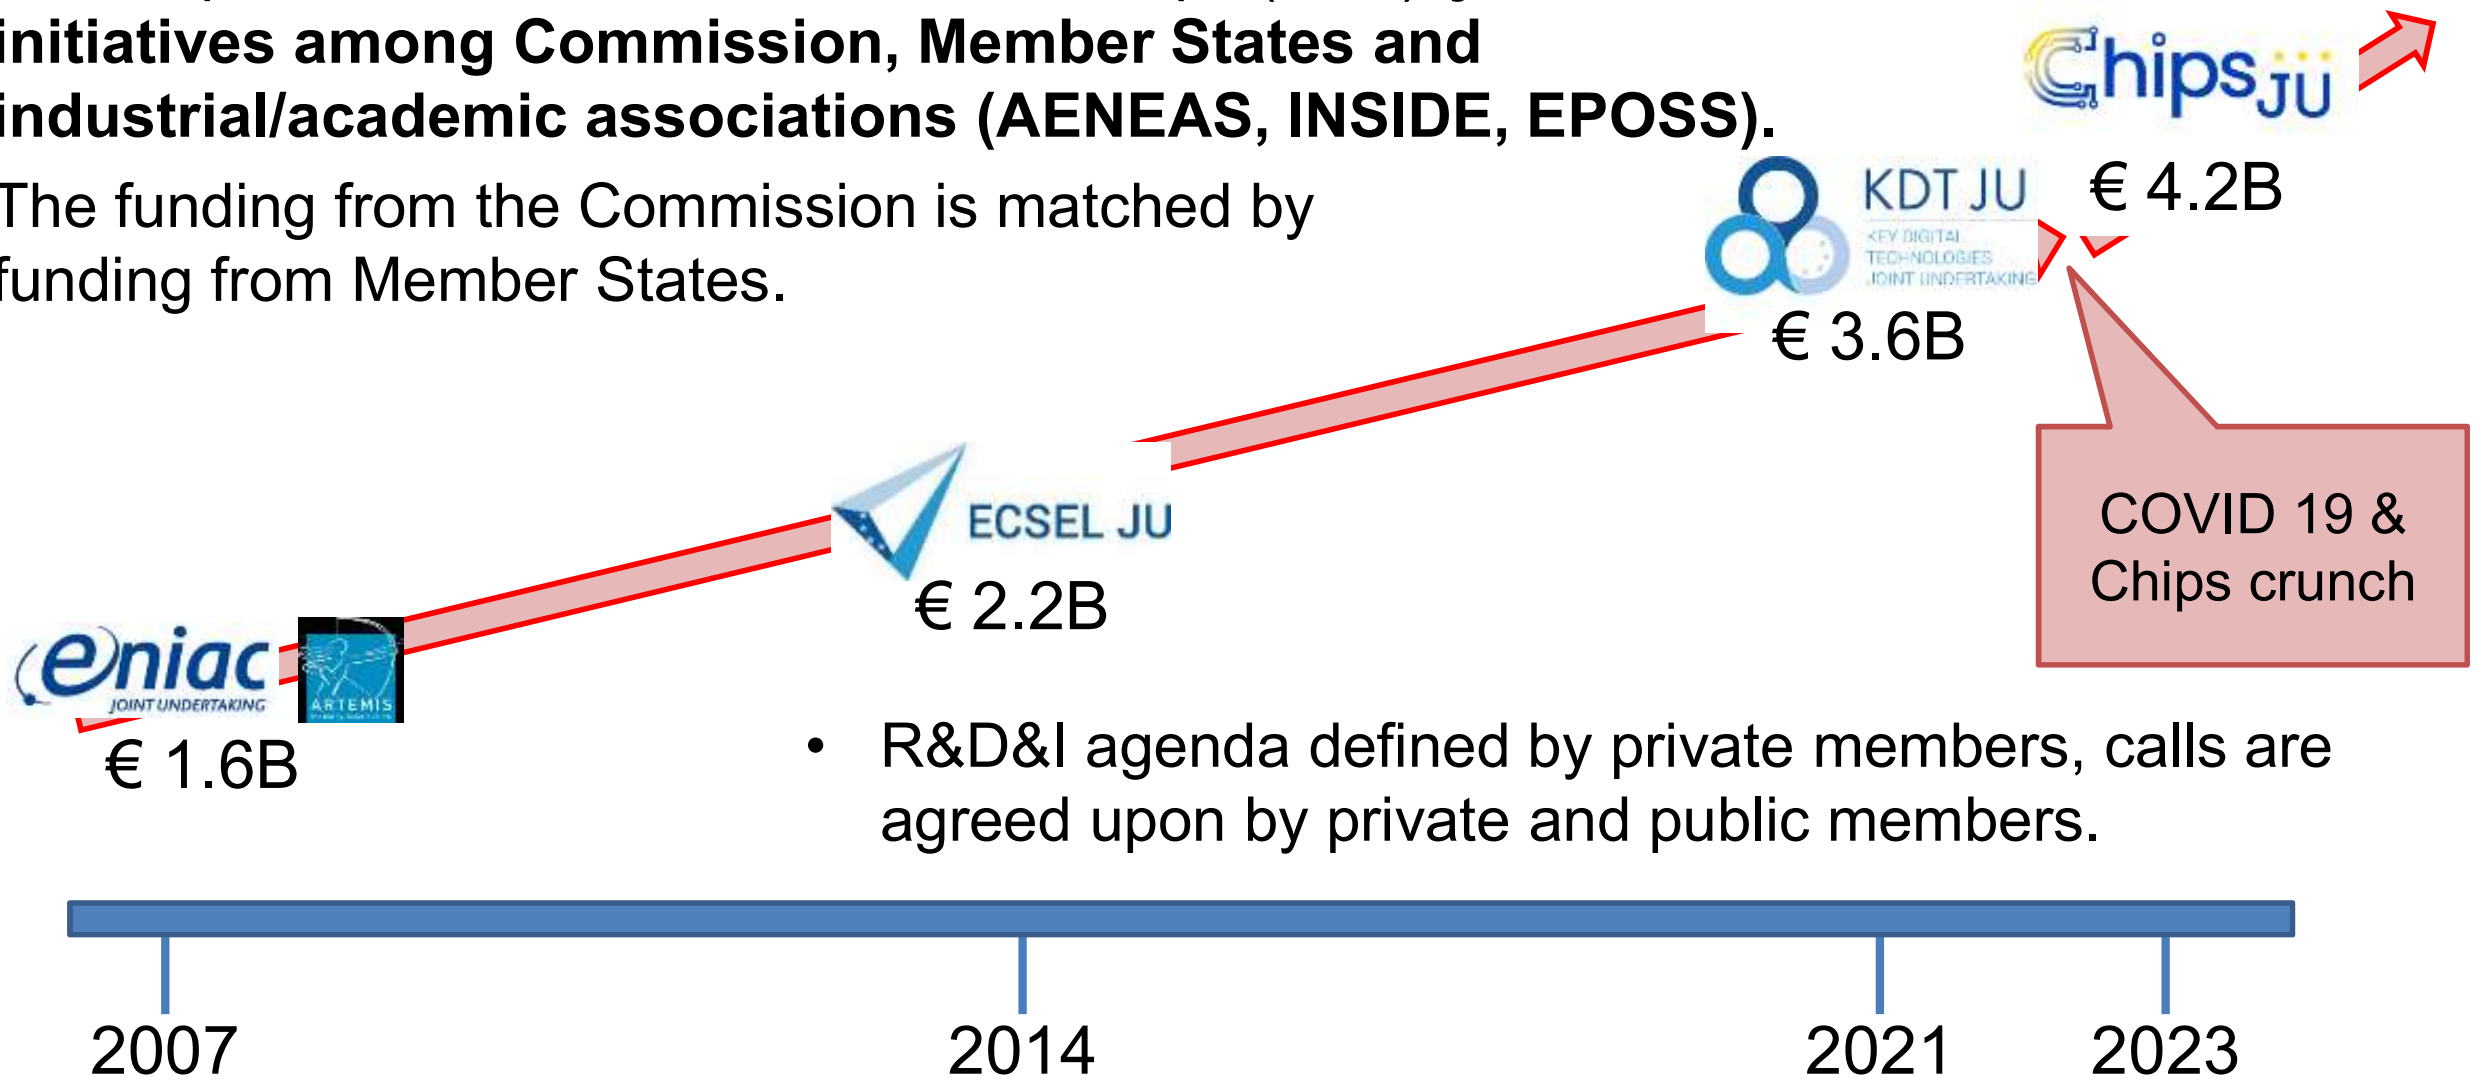 initiatives among Commission, Member States and
industrial/academic associations (AENEAS, INSIDE, EPOSS).
The funding from the Commission is matched by
funding from Member States.
Chips JU
€ 4.2B
KDT JU
KEY DIGITAL
TECHNOLOGIES
JOINT UNDERTAKING
€ 3.6B
COVID 19 &
Chips crunch
ECSEL JU
€ 2.2B
eniac
JOINT UNDERTAKING
ARTEMIS
€ 1.6B
• R&D&I agenda defined by private members, calls are
agreed upon by private and public members.
2007
2014
2021
2023